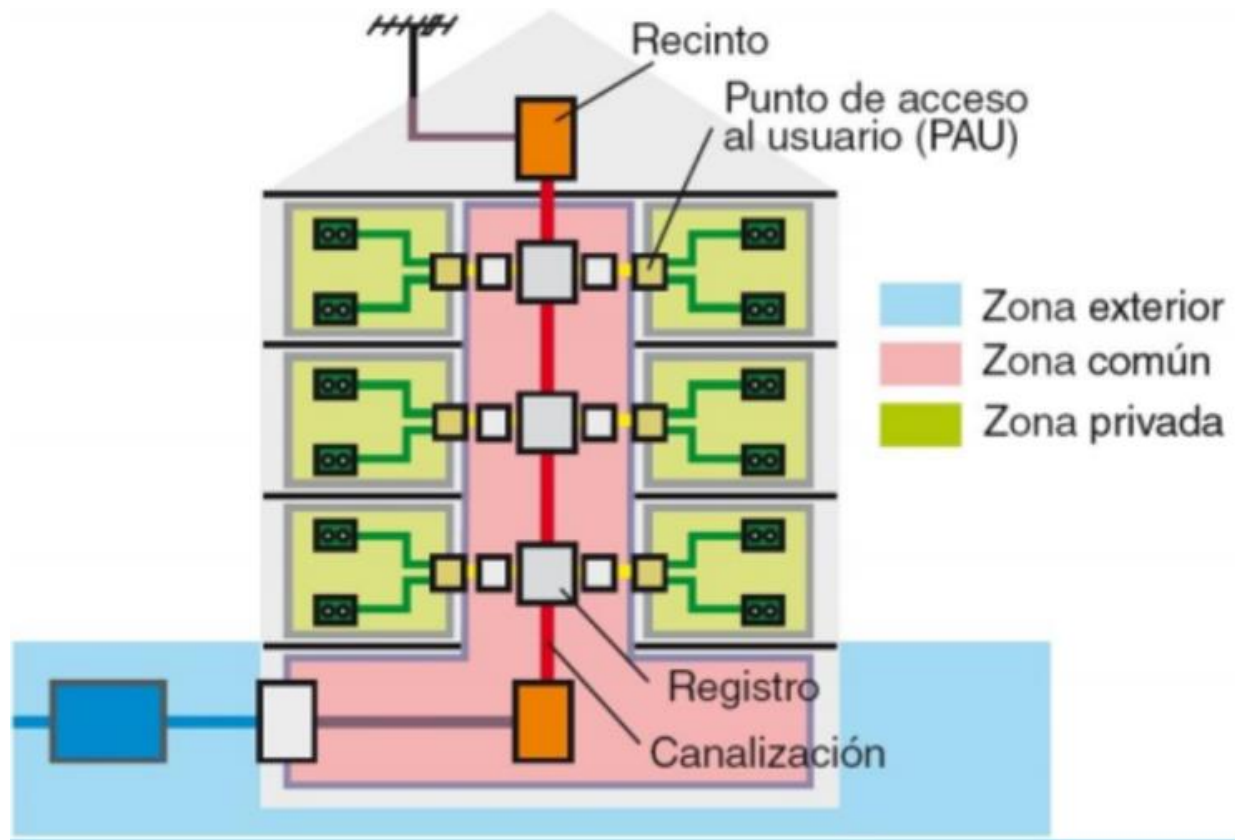 Recinto
Punto de acceso
al usuario (PAU)
Zona exterior
Zona común
Zona privada
Registro
Canalización